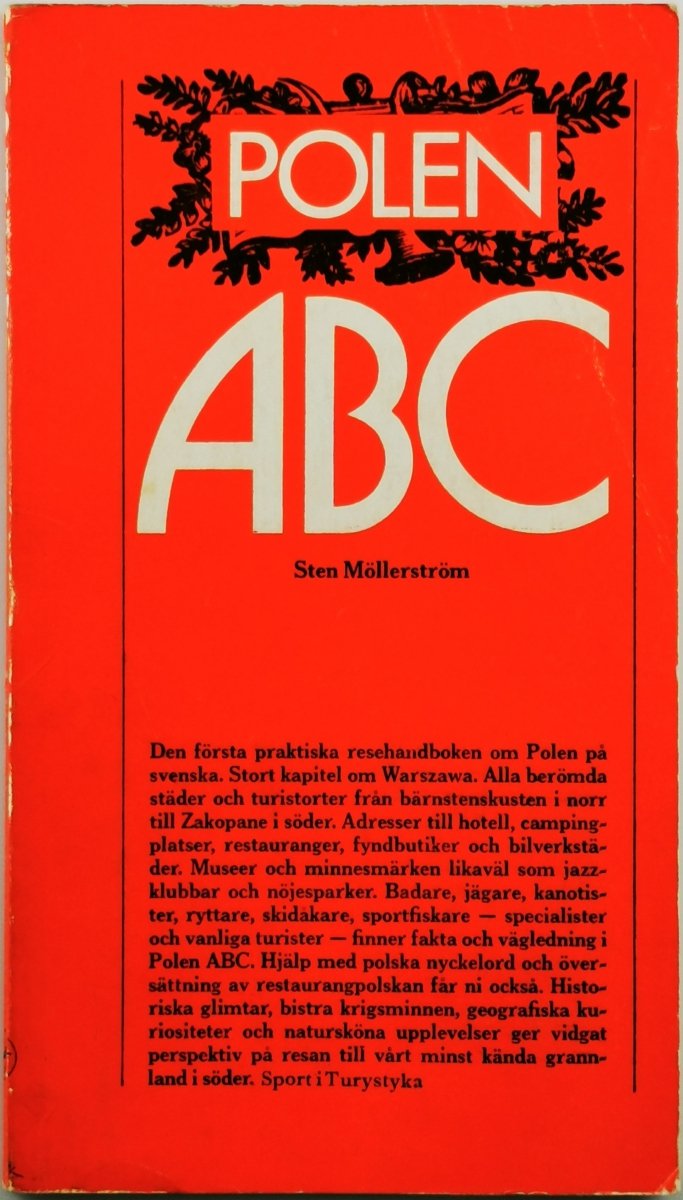 POLEN
ABC
Sten Möllerström
Den första praktiska resehandboken om Polen på
svenska. Stort kapitel om Warszawa. Alla berömda
städer och turistorter från bärnstenskusten i norr
till Zakopane i söder. Adresser till hotell, camping-
platser, restauranger, fyndbutiker och bilverkstä-
der. Museer och minnesmärken likaväl som jazz-
klubbar och nöjesparker. Badare, jägare, kanotis-
ter, ryttare, skidåkare, sportfiskare — specialister
och vanliga turister — finner fakta och vägledning i
Polen ABC. Hjälp med polska nyckelord och över-
sättning av restaurangpolskan får ni också. Histo-
riska glimtar, bistra krigsminnen, geografiska ku-
riositeter och natursköna upplevelser ger vidgat
perspektiv på resan till vårt minst kända grann-
land i söder. Sport i Turystyka